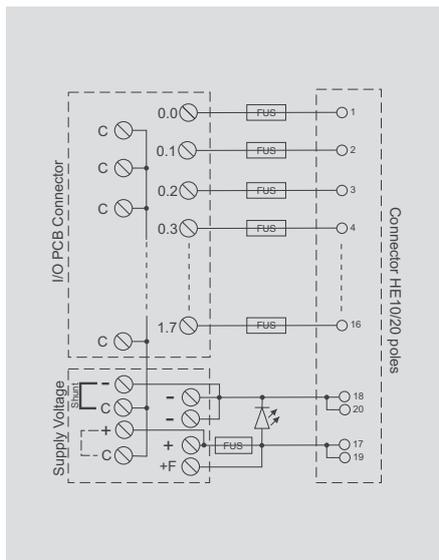 0.0 FUS 1
C
0.1 FUS 2
C
0.2 FUS 3
C
0.3 FUS 4
I/O PCB Connector
Connector HE10/20 poles
1.7 FUS 16
C
Supply Voltage
Shunt
-
C
+
C
-
-
+ FUS
+F
18
20
17
19